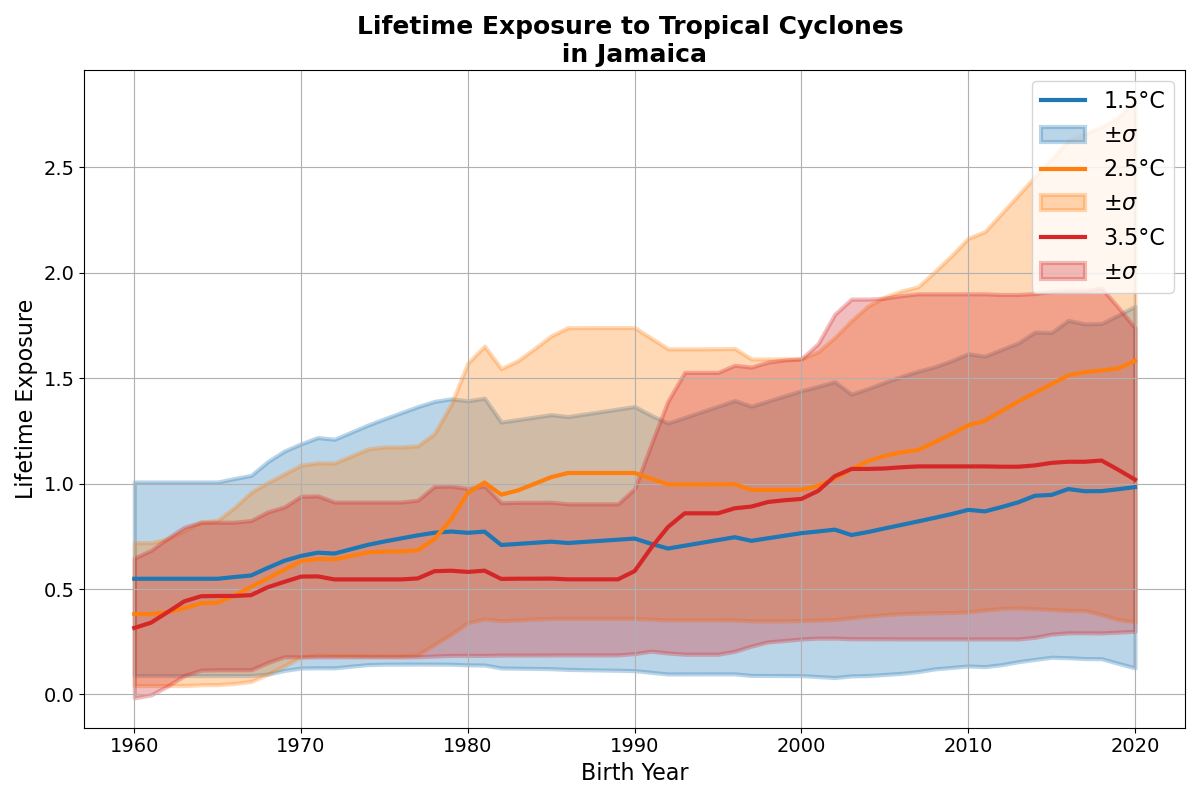 Lifetime Exposure to Tropical Cyclones
in Jamaica
Lifetime Exposure
2.5
2.0
1.5
1.0
0.5
0.0
1960
1970
1980
1990
2000
2010
2020
Birth Year
1.5°C
±σ
2.5°C
±σ
3.5°C
±σ